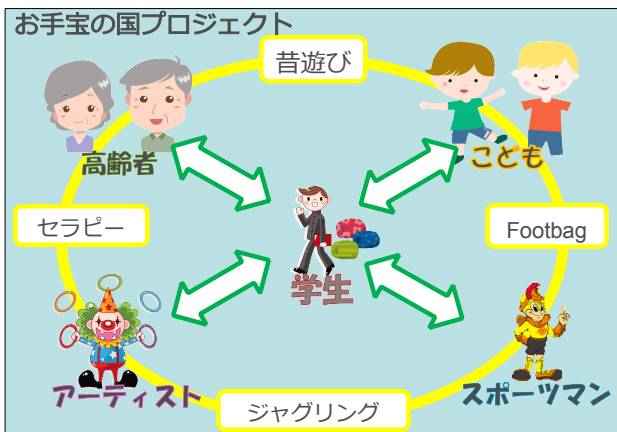 お手宝の国プロジェクト
昔遊び
高齢者
こども
セラピー
Footbag
学生
アーティスト
スポーツマン
ジャグリング